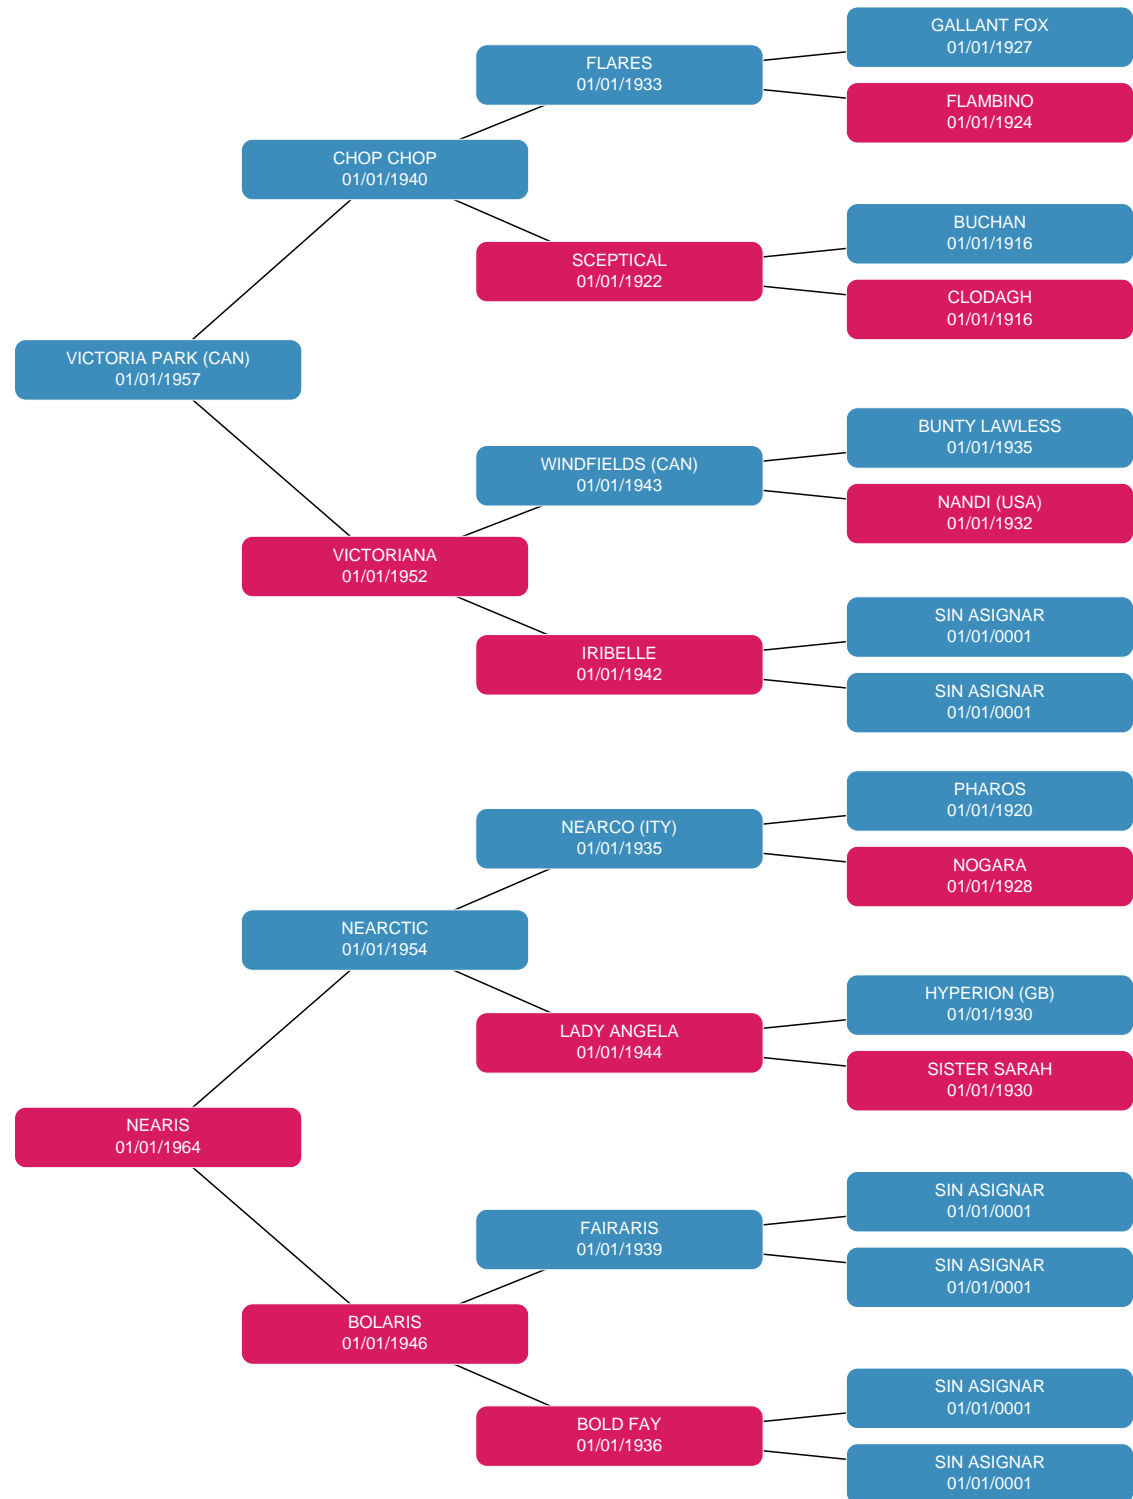 GALLANT FOX
01/01/1927
FLARES
01/01/1933
FLAMBINO
01/01/1924
CHOP CHOP
01/01/1940
BUCHAN
01/01/1916
SCEPTICAL
01/01/1922
CLODAGH
01/01/1916
VICTORIA PARK (CAN)
01/01/1957
BUNTY LAWLESS
01/01/1935
WINDFIELDS (CAN)
01/01/1943
NANDI (USA)
01/01/1932
VICTORIANA
01/01/1952
SIN ASIGNAR
01/01/0001
IRIBELLE
01/01/1942
SIN ASIGNAR
01/01/0001
PHAROS
01/01/1920
NEARCO (ITY)
01/01/1935
NOGARA
01/01/1928
NEARCTIC
01/01/1954
HYPERION (GB)
01/01/1930
LADY ANGELA
01/01/1944
SISTER SARAH
01/01/1930
NEARIS
01/01/1964
SIN ASIGNAR
01/01/0001
FAIRARIS
01/01/1939
SIN ASIGNAR
01/01/0001
BOLARIS
01/01/1946
SIN ASIGNAR
01/01/0001
BOLD FAY
01/01/1936
SIN ASIGNAR
01/01/0001